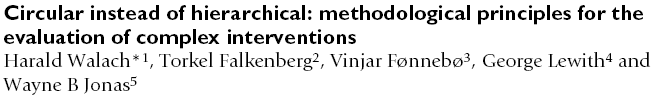 Circular instead of hierarchical: methodological principles for the
evaluation of complex interventions
Harald Walach*¹, Torkel Falkenberg², Vinjar Fønnebø³, George Lewith⁴ and
Wayne B Jonas⁵